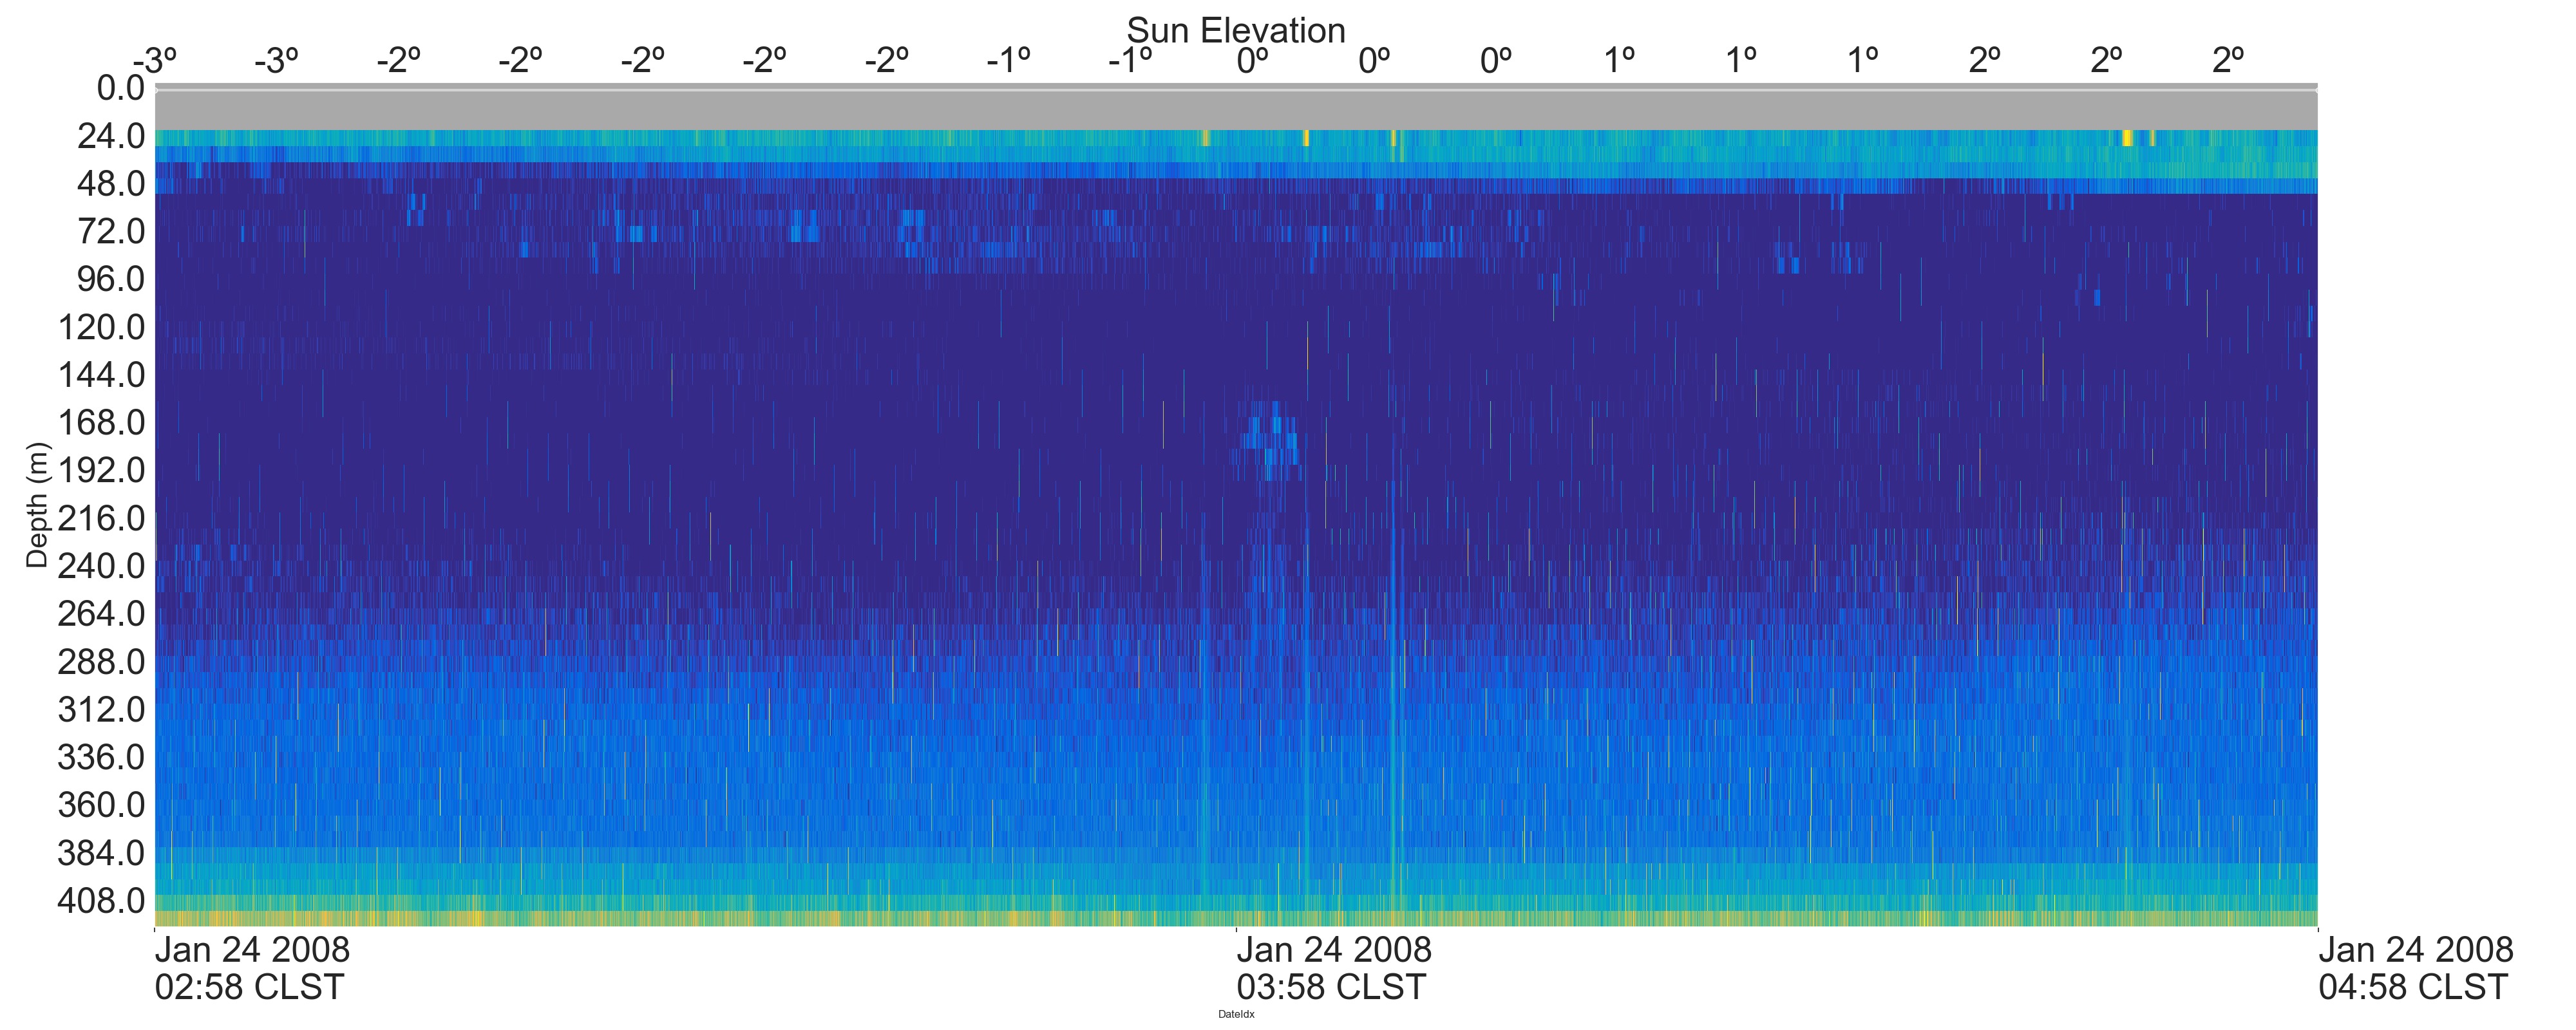 Sun Elevation
-3º -3º -2º -2º -2º -2º -2º -1º -1º 0º 0º 0º 1º 1º 1º 2º 2º 2º
0.0
24.0
48.0
72.0
96.0
120.0
144.0
168.0
192.0
216.0
240.0
264.0
288.0
312.0
336.0
360.0
384.0
408.0
Depth (m)
Jan 24 2008
02:58 CLST
Jan 24 2008
03:58 CLST
Jan 24 2008
04:58 CLST
DateIdx